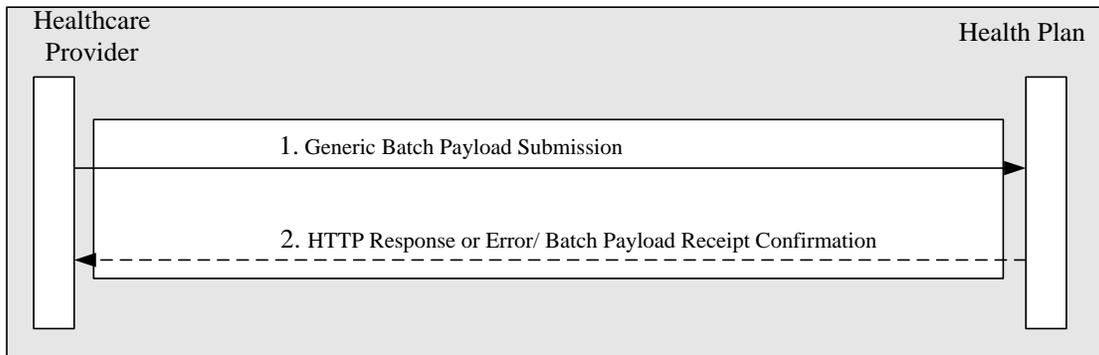 Healthcare
Provider
Health Plan
1. Generic Batch Payload Submission
2. HTTP Response or Error/ Batch Payload Receipt Confirmation